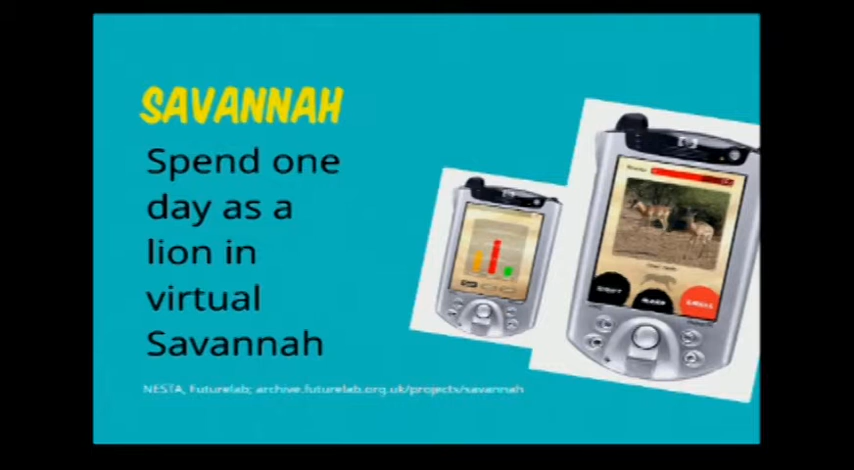 SAVANNAH
Spend one
day as a
lion in
virtual
Savannah
NESTA, Futurelab; archive.futurelab.org.uk/projects/savannah